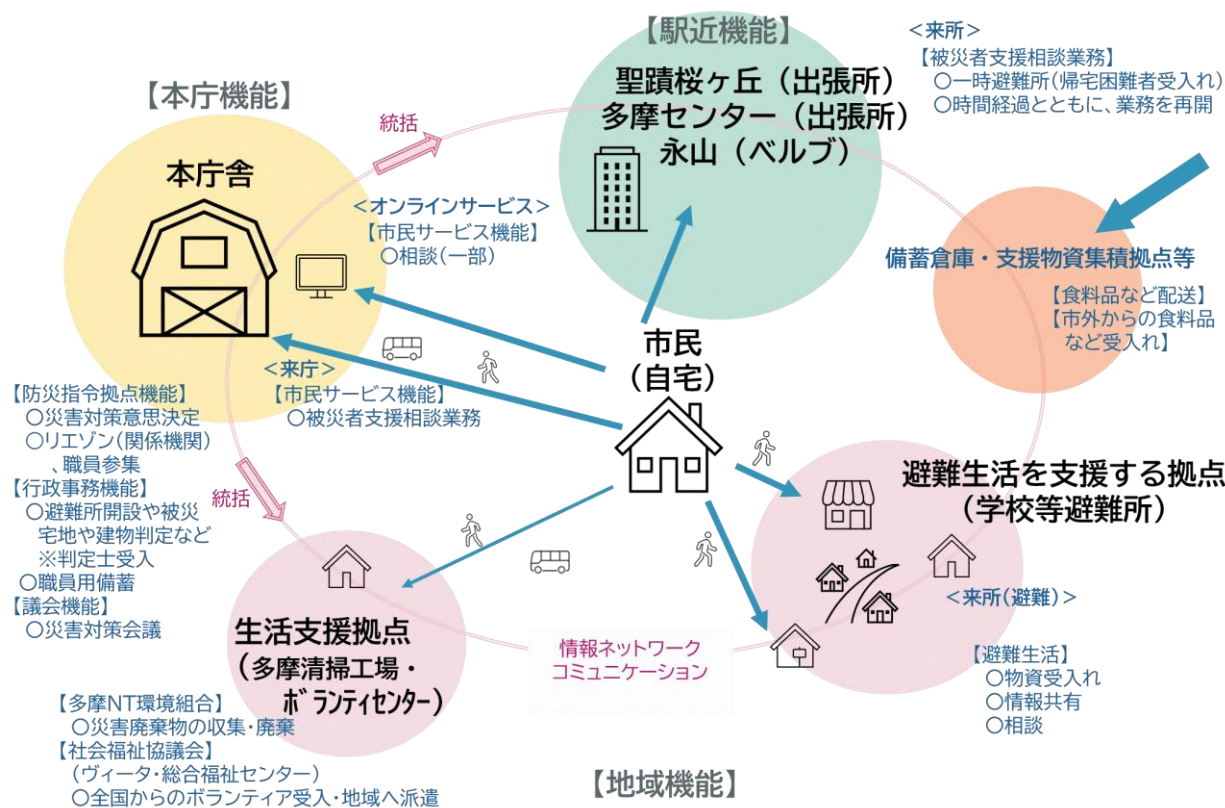 【本庁機能】
本庁舎
統括
<オンラインサービス>
【市民サービス機能】
〇相談(一部)
<来庁>
【市民サービス機能】
〇被災者支援相談業務
【防災指令拠点機能】
〇災害対策意思決定
〇リエゾン(関係機関)
、職員参集
【行政事務機能】
〇避難所開設や被災
宅地や建物判定など
※判定士受入
〇職員用備蓄
【議会機能】
〇災害対策会議
統括
【駅近機能】
聖蹟桜ヶ丘(出張所)
多摩センター(出張所)
永山(ベルブ)
<来所>
【被災者支援相談業務】
〇一時避難所(帰宅困難者受入れ)
〇時間経過とともに、業務を再開
備蓄倉庫・支援物資集積拠点等
【食料品など配送】
【市外からの食料品
など受入れ】
市民
(自宅)
避難生活を支援する拠点
(学校等避難所)
<来所(避難)>
【避難生活】
〇物資受入れ
〇情報共有
〇相談
生活支援拠点
(多摩清掃工場・
ボランティセンター)
【多摩NT環境組合】
〇災害廃棄物の収集・廃棄
【社会福祉協議会】
(ヴィータ・総合福祉センター)
〇全国からのボランティア受入・地域へ派遣
情報ネットワーク
コミュニケーション
【地域機能】